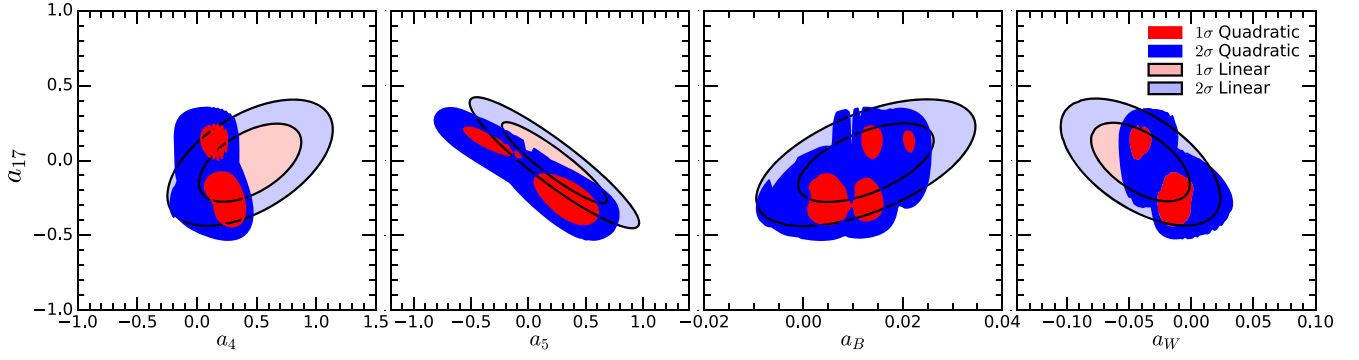 1.0
0.5
0.0
−0.5
−1.0
a₁₇
−1.0 −0.5 0.0 0.5 1.0 1.5
−1.0 −0.5 0.0 0.5 1.0
−0.02 0.00 0.02 0.04
−0.10 −0.05 0.00 0.05 0.10
a₄
a₅
a_B
a_W
1σ Quadratic
2σ Quadratic
1σ Linear
2σ Linear